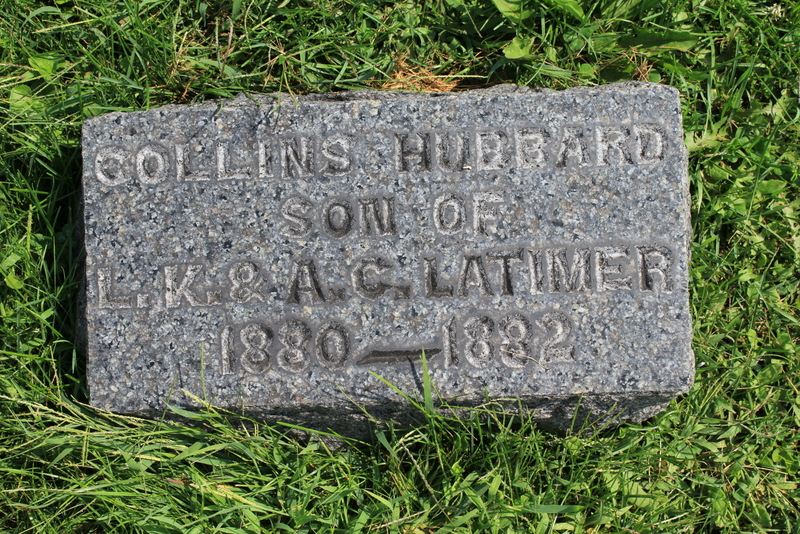 COLLINS HUBBARD
SON OF
L.K. & A.C. LATIMER
1880—1882